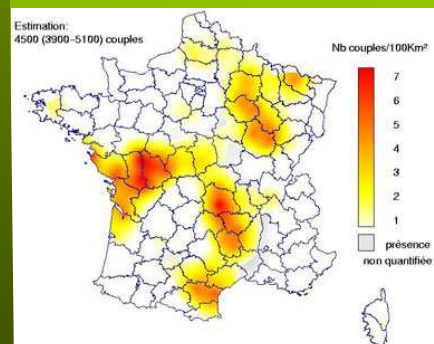 Estimation:
4500 (3900–5100) couples
Nb couples/100Km²
7
6
5
4
3
2
1
présence
non quantifiée